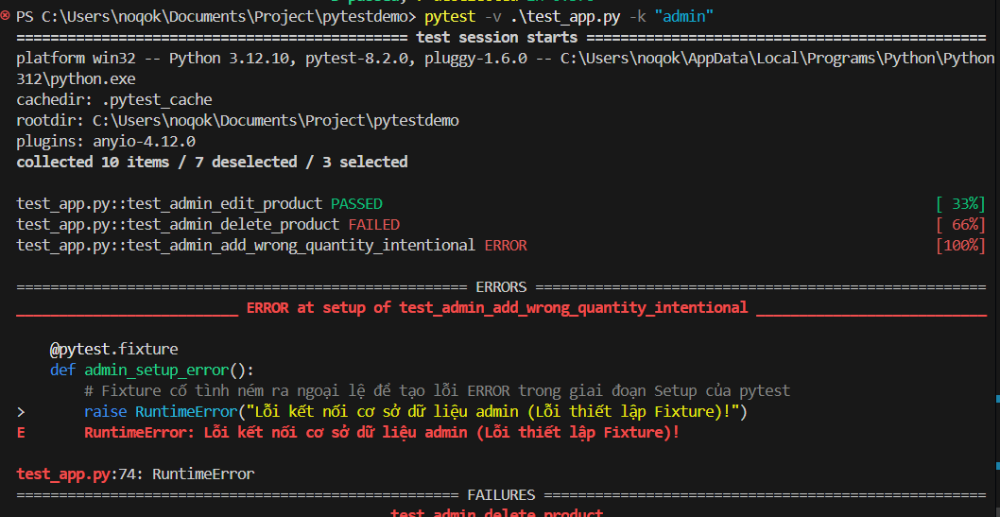 PS C:\Users\noqok\Documents\Project\pytestdemo> pytest -v .\test_app.py -k "admin"
============================================== test session starts ===============================================
platform win32 -- Python 3.12.10, pytest-8.2.0, pluggy-1.6.0 -- C:\Users\noqok\AppData\Local\Programs\Python\Python
312\python.exe
cachedir: .pytest_cache
rootdir: C:\Users\noqok\Documents\Project\pytestdemo
plugins: anyio-4.12.0
collected 10 items / 7 deselected / 3 selected
test_app.py::test_admin_edit_product PASSED [ 33%]
test_app.py::test_admin_delete_product FAILED [ 66%]
test_app.py::test_admin_add_wrong_quantity_intentional ERROR [100%]
===================================================== ERRORS =====================================================
__________________________ ERROR at setup of test_admin_add_wrong_quantity_intentional ___________________________
@pytest.fixture
def admin_setup_error():
# Fixture cố tình ném ra ngoại lệ để tạo lỗi ERROR trong giai đoạn Setup của pytest
> raise RuntimeError("Lỗi kết nối cơ sở dữ liệu admin (Lỗi thiết lập Fixture)!")
E RuntimeError: Lỗi kết nối cơ sở dữ liệu admin (Lỗi thiết lập Fixture)!
test_app.py:74: RuntimeError
==================================================== FAILURES ====================================================
test_admin_delete_product